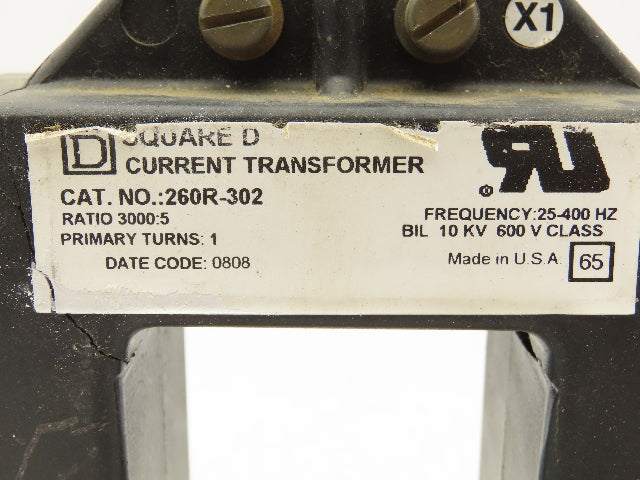 X1
SQUARE D
CURRENT TRANSFORMER
CAT. NO.:260R-302
RATIO 3000:5
PRIMARY TURNS: 1
DATE CODE: 0808
FREQUENCY:25-400 HZ
BIL 10 KV 600 V CLASS
Made in U.S.A. 65